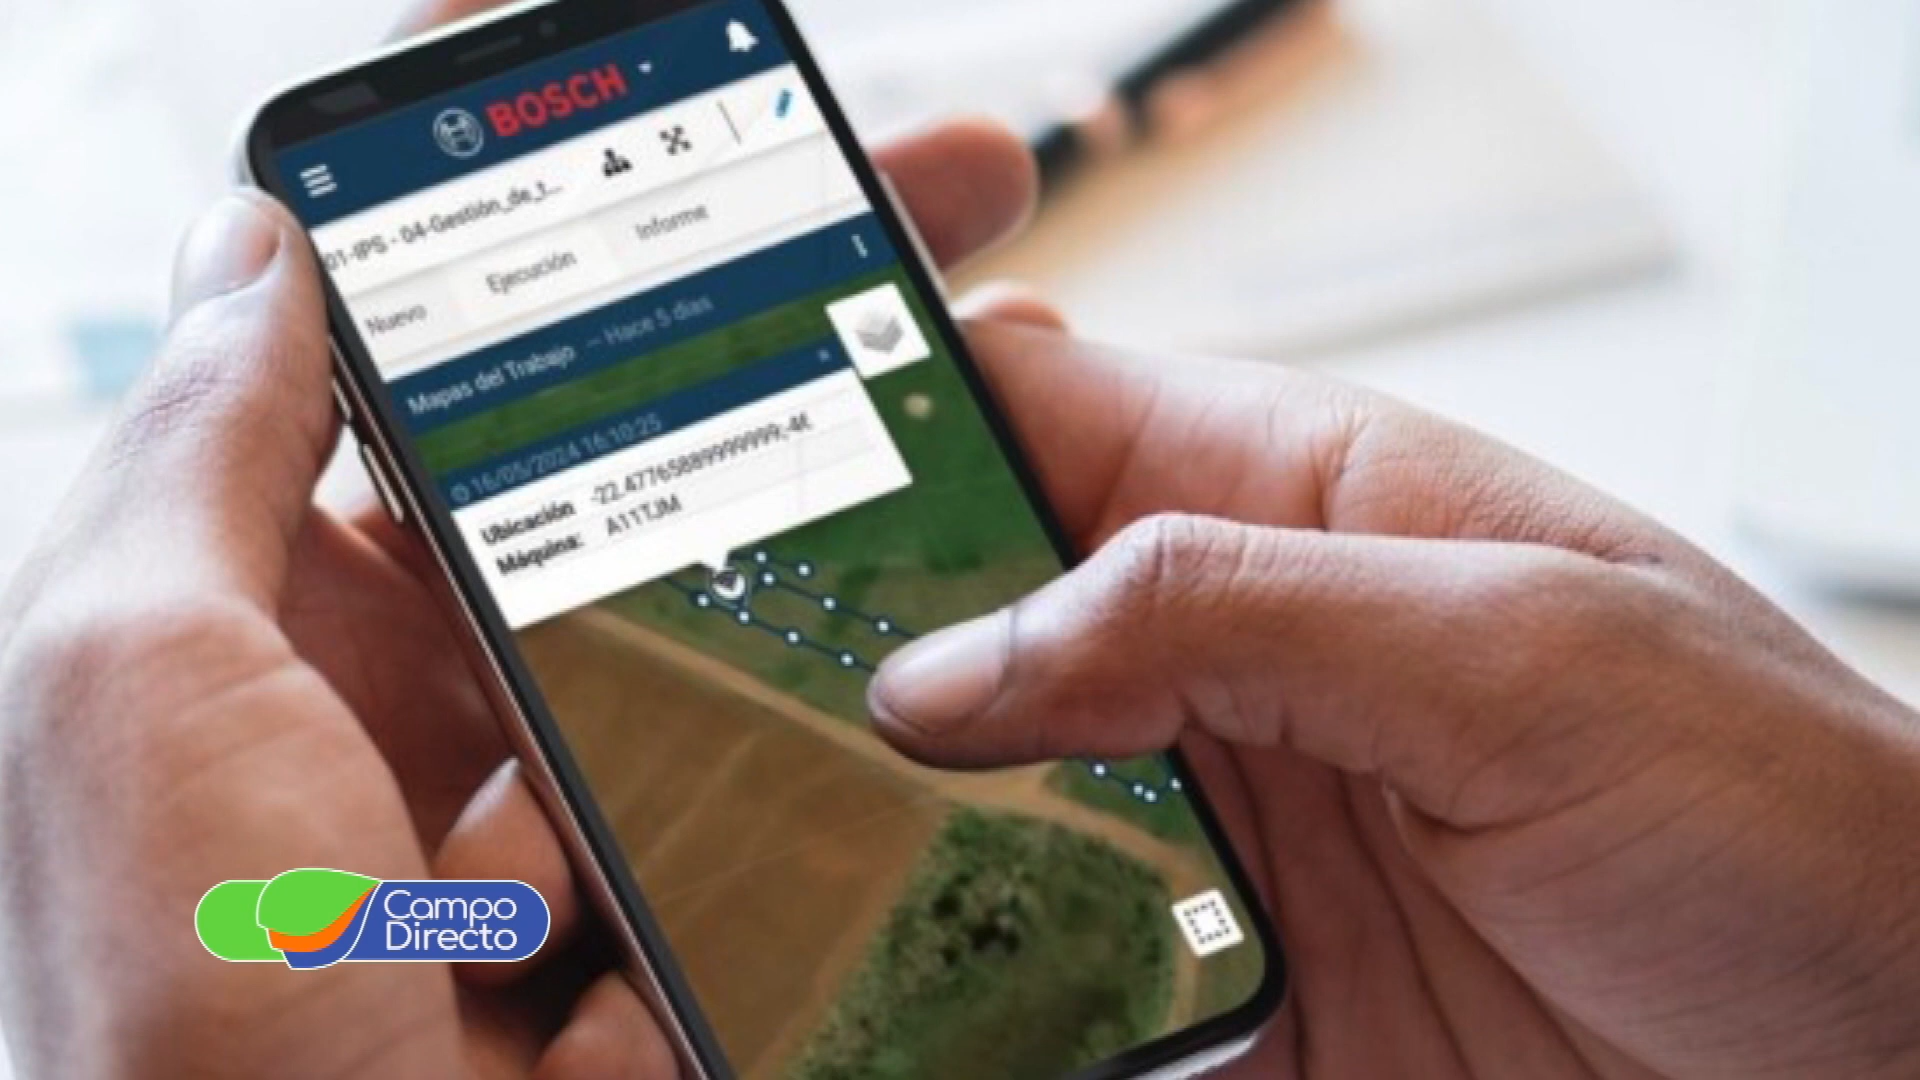 BOSCH
01-IPS - 04-Gestión_de_t...
Nuevo Ejecución Informe
Mapas del Trabajo — Hace 5 días
16/05/2024 16:10:25
Ubicación -22.47765889999999,-46
Máquina: A11TJM
Campo
Directo